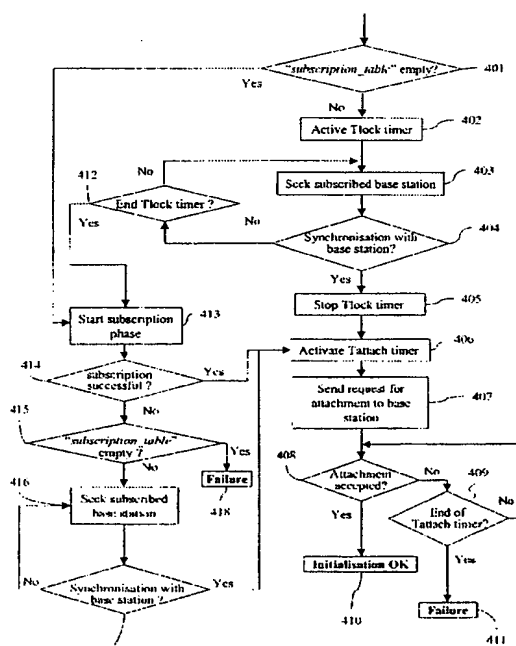 "subscription_table" empty?
401
Yes
No
Active Tlock timer
402
412
No
Seek subscribed base station
403
End Tlock timer ?
No
Yes
Synchronisation with
base station?
404
Yes
Stop Tlock timer
405
Start subscription
phase
413
Activate Tattach timer
406
414
subscription
successful ?
Yes
Send request for
attachment to base
station
407
No
415
"subscription_table"
empty ?
Yes
No
Failure
418
408
Attachment
accepted?
No
409
416
Seek subscribed
base station
End of
Tattach timer?
No
Yes
Initialisation OK
Yes
No
Synchronisation with
base station ?
Yes
410
Failure
411